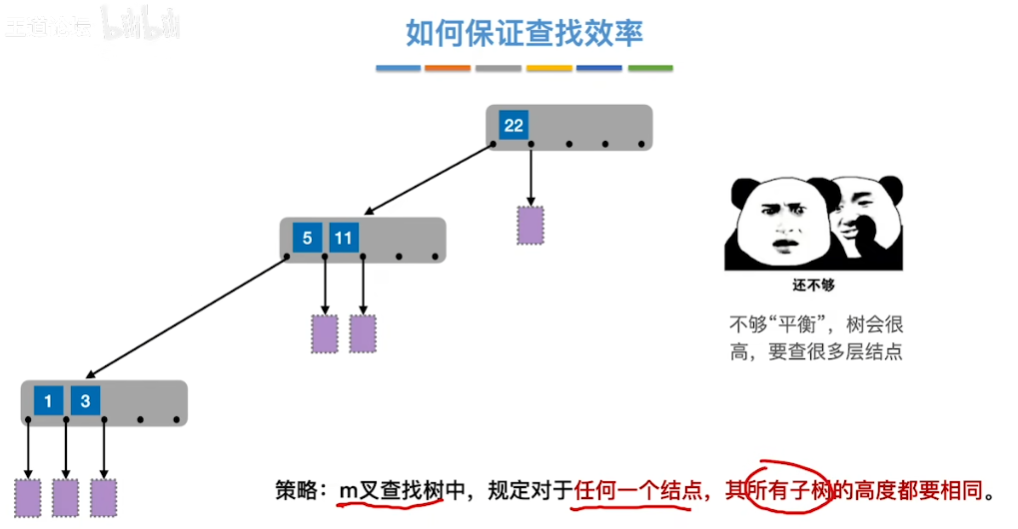 王道论坛 bilibili
如何保证查找效率
22
5 11
还不够
不够“平衡”，树会很
高，要查很多层结点
1 3
策略：m叉查找树中，规定对于任何一个结点，其所有子树的高度都要相同。